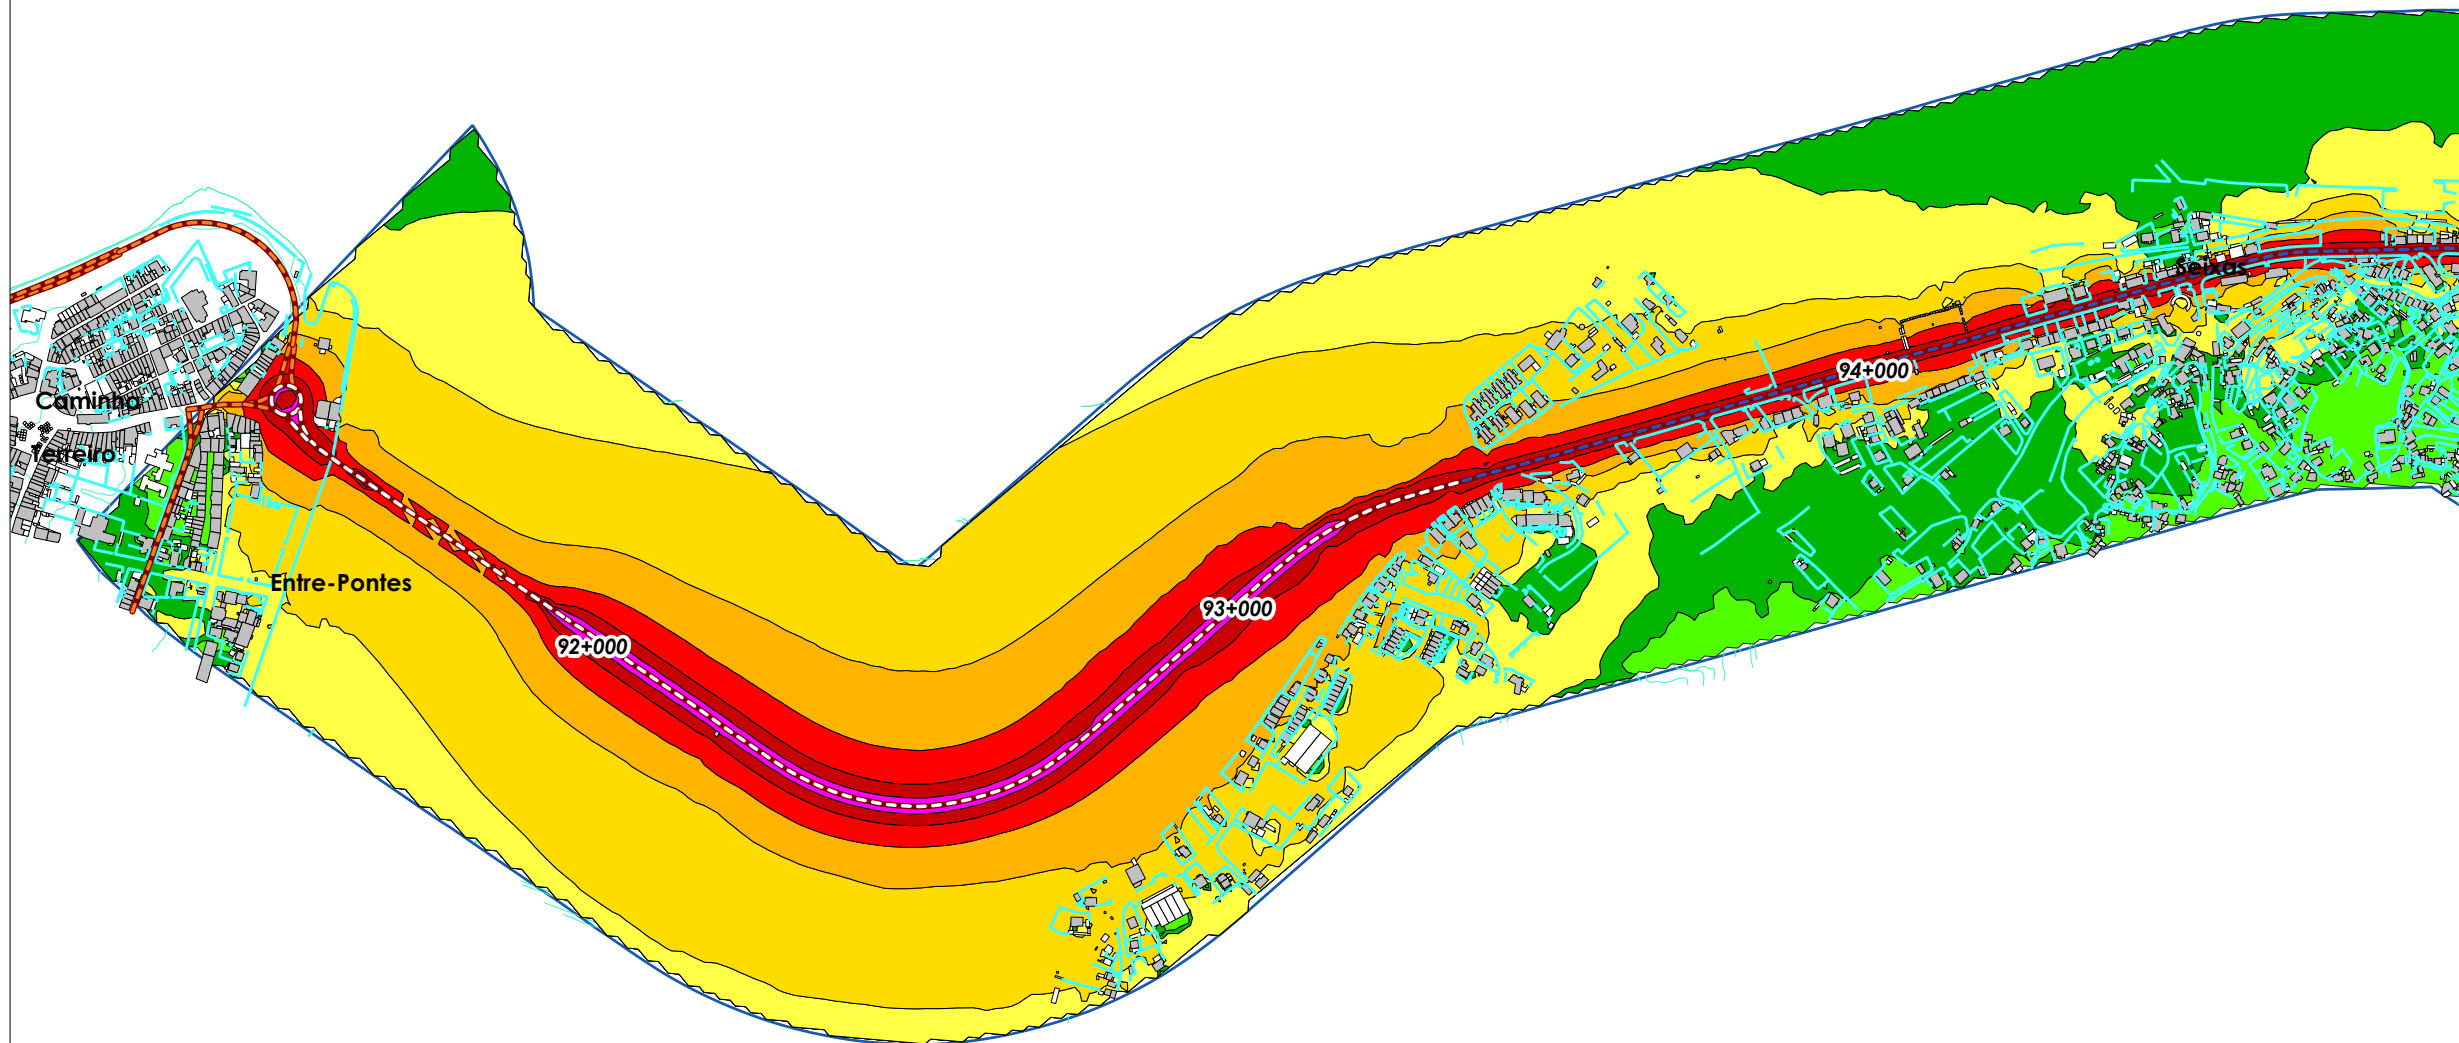 Seixas
94+000
Caminha
Terreiro
Entre-Pontes
93+000
92+000